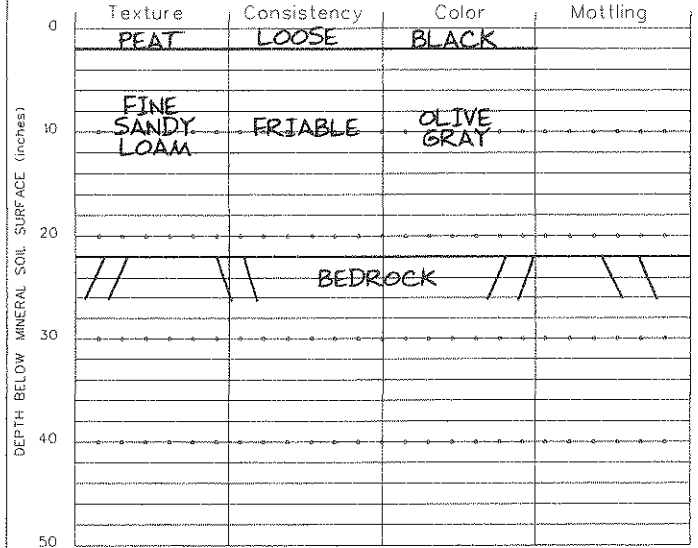 Texture Consistency Color Mottling
0
PEAT LOOSE BLACK
FINE
SANDY
LOAM
10
FRIABLE
OLIVE
GRAY
20
BEDROCK
30
40
50
DEPTH BELOW MINERAL SOIL SURFACE (inches)